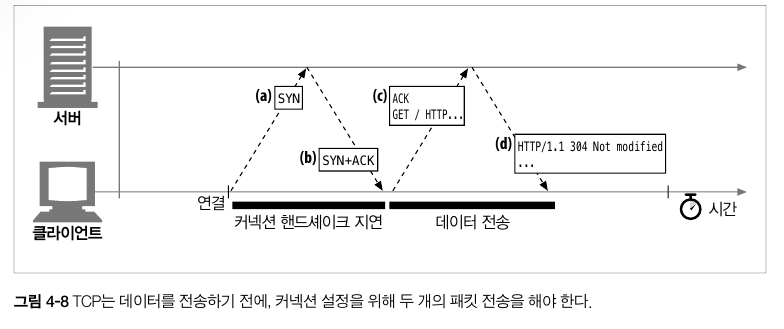 서버
(a) SYN
(b) SYN+ACK
(c) ACK
GET / HTTP...
(d) HTTP/1.1 304 Not modified
...
연결
클라이언트
커넥션 핸드셰이크 지연
데이터 전송
시간
그림 4-8 TCP는 데이터를 전송하기 전에, 커넥션 설정을 위해 두 개의 패킷 전송을 해야 한다.